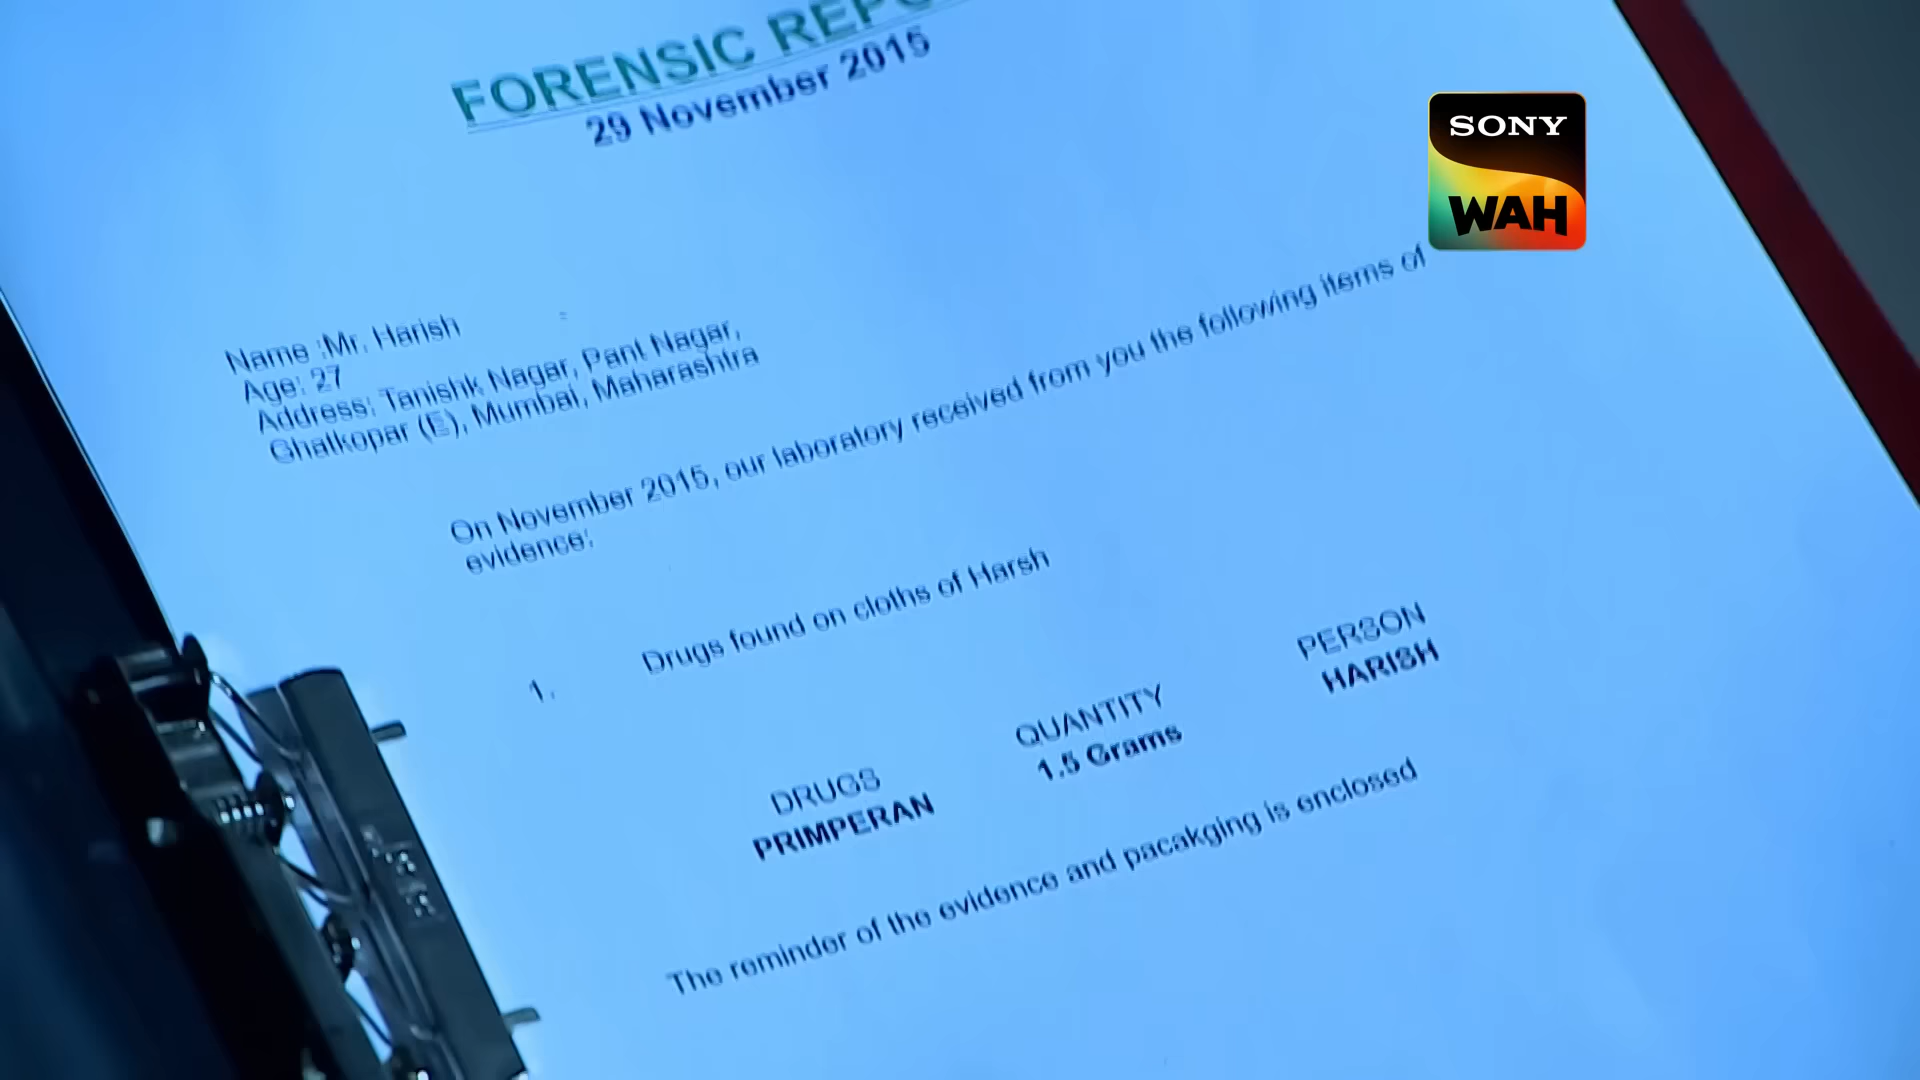 FORENSIC REPO
29 November 2015
SONY
WAH
Name :Mr. Harish
Age: 27
Address: Tanishk Nagar, Pant Nagar,
Ghatkopar (E), Mumbai, Maharashtra
On November 2015, our laboratory received from you the following items of
evidence:
1. Drugs found on cloths of Harsh
DRUGS QUANTITY PERSON
PRIMPERAN 1.5 Grams HARISH
The reminder of the evidence and pacakging is enclosed